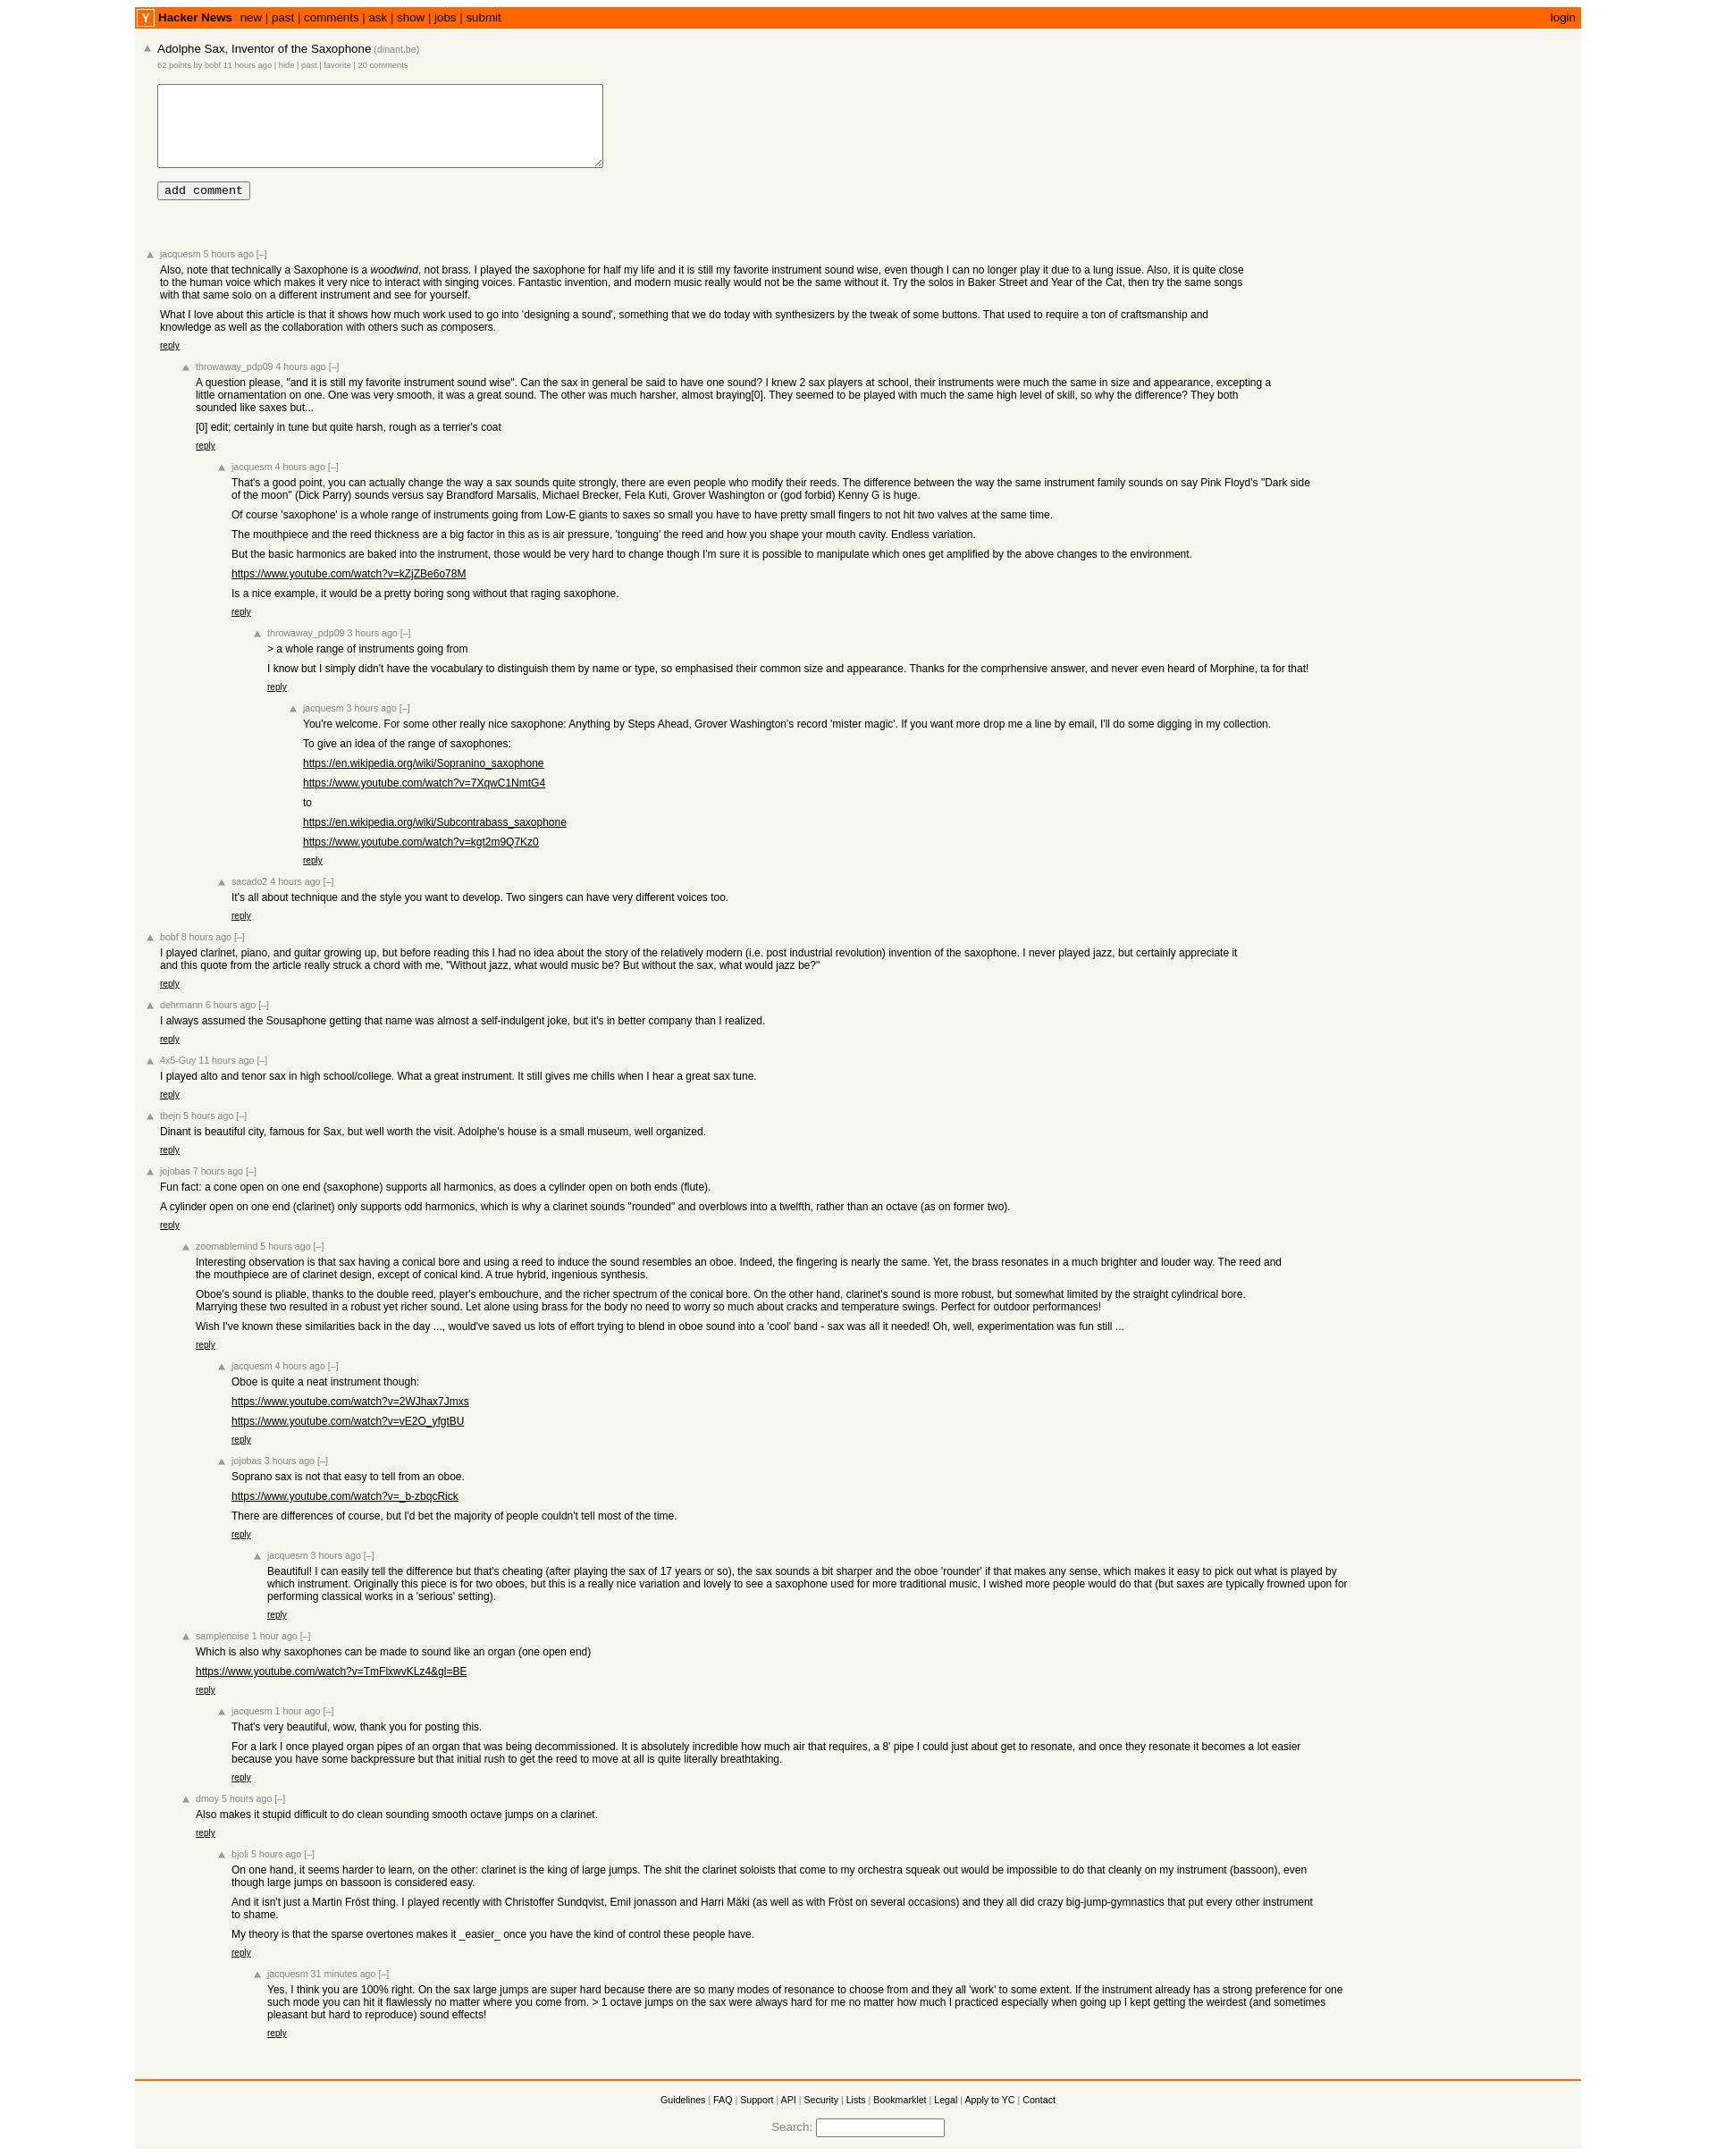 Y Hacker News new | past | comments | ask | show | jobs | submit login
Adolphe Sax, Inventor of the Saxophone (dinant.be)
62 points by bobf 11 hours ago | hide | past | favorite | 20 comments
add comment
jacquesm 5 hours ago [–]
Also, note that technically a Saxophone is a woodwind, not brass. I played the saxophone for half my life and it is still my favorite instrument sound wise, even though I can no longer play it due to a lung issue. Also, it is quite close
to the human voice which makes it very nice to interact with singing voices. Fantastic invention, and modern music really would not be the same without it. Try the solos in Baker Street and Year of the Cat, then try the same songs
with that same solo on a different instrument and see for yourself.
What I love about this article is that it shows how much work used to go into 'designing a sound', something that we do today with synthesizers by the tweak of some buttons. That used to require a ton of craftsmanship and
knowledge as well as the collaboration with others such as composers.
reply
throwaway_pdp09 4 hours ago [–]
A question please, "and it is still my favorite instrument sound wise". Can the sax in general be said to have one sound? I knew 2 sax players at school, their instruments were much the same in size and appearance, excepting a
little ornamentation on one. One was very smooth, it was a great sound. The other was much harsher, almost braying[0]. They seemed to be played with much the same high level of skill, so why the difference? They both
sounded like saxes but...
[0] edit; certainly in tune but quite harsh, rough as a terrier's coat
reply
jacquesm 4 hours ago [–]
That's a good point, you can actually change the way a sax sounds quite strongly, there are even people who modify their reeds. The difference between the way the same instrument family sounds on say Pink Floyd's "Dark side
of the moon" (Dick Parry) sounds versus say Brandford Marsalis, Michael Brecker, Fela Kuti, Grover Washington or (god forbid) Kenny G is huge.
Of course 'saxophone' is a whole range of instruments going from Low-E giants to saxes so small you have to have pretty small fingers to not hit two valves at the same time.
The mouthpiece and the reed thickness are a big factor in this as is air pressure, 'tonguing' the reed and how you shape your mouth cavity. Endless variation.
But the basic harmonics are baked into the instrument, those would be very hard to change though I'm sure it is possible to manipulate which ones get amplified by the above changes to the environment.
https://www.youtube.com/watch?v=kZjZBe6o78M
Is a nice example, it would be a pretty boring song without that raging saxophone.
reply
throwaway_pdp09 3 hours ago [–]
> a whole range of instruments going from
I know but I simply didn't have the vocabulary to distinguish them by name or type, so emphasised their common size and appearance. Thanks for the comprhensive answer, and never even heard of Morphine, ta for that!
reply
jacquesm 3 hours ago [–]
You're welcome. For some other really nice saxophone: Anything by Steps Ahead, Grover Washington's record 'mister magic'. If you want more drop me a line by email, I'll do some digging in my collection.
To give an idea of the range of saxophones:
https://en.wikipedia.org/wiki/Sopranino_saxophone
https://www.youtube.com/watch?v=7XqwC1NmtG4
to
https://en.wikipedia.org/wiki/Subcontrabass_saxophone
https://www.youtube.com/watch?v=kgt2m9Q7Kz0
reply
sacado2 4 hours ago [–]
It's all about technique and the style you want to develop. Two singers can have very different voices too.
reply
bobf 8 hours ago [–]
I played clarinet, piano, and guitar growing up, but before reading this I had no idea about the story of the relatively modern (i.e. post industrial revolution) invention of the saxophone. I never played jazz, but certainly appreciate it
and this quote from the article really struck a chord with me, "Without jazz, what would music be? But without the sax, what would jazz be?"
reply
dehrmann 6 hours ago [–]
I always assumed the Sousaphone getting that name was almost a self-indulgent joke, but it's in better company than I realized.
reply
4x5-Guy 11 hours ago [–]
I played alto and tenor sax in high school/college. What a great instrument. It still gives me chills when I hear a great sax tune.
reply
tbejn 5 hours ago [–]
Dinant is beautiful city, famous for Sax, but well worth the visit. Adolphe's house is a small museum, well organized.
reply
jojobas 7 hours ago [–]
Fun fact: a cone open on one end (saxophone) supports all harmonics, as does a cylinder open on both ends (flute).
A cylinder open on one end (clarinet) only supports odd harmonics, which is why a clarinet sounds "rounded" and overblows into a twelfth, rather than an octave (as on former two).
reply
zoomablemind 5 hours ago [–]
Interesting observation is that sax having a conical bore and using a reed to induce the sound resembles an oboe. Indeed, the fingering is nearly the same. Yet, the brass resonates in a much brighter and louder way. The reed and
the mouthpiece are of clarinet design, except of conical kind. A true hybrid, ingenious synthesis.
Oboe's sound is pliable, thanks to the double reed, player's embouchure, and the richer spectrum of the conical bore. On the other hand, clarinet's sound is more robust, but somewhat limited by the straight cylindrical bore.
Marrying these two resulted in a robust yet richer sound. Let alone using brass for the body no need to worry so much about cracks and temperature swings. Perfect for outdoor performances!
Wish I've known these similarities back in the day ..., would've saved us lots of effort trying to blend in oboe sound into a 'cool' band - sax was all it needed! Oh, well, experimentation was fun still ...
reply
jacquesm 4 hours ago [–]
Oboe is quite a neat instrument though:
https://www.youtube.com/watch?v=2WJhax7Jmxs
https://www.youtube.com/watch?v=vE2O_yfgtBU
reply
jojobas 3 hours ago [–]
Soprano sax is not that easy to tell from an oboe.
https://www.youtube.com/watch?v=_b-zbqcRick
There are differences of course, but I'd bet the majority of people couldn't tell most of the time.
reply
jacquesm 3 hours ago [–]
Beautiful! I can easily tell the difference but that's cheating (after playing the sax of 17 years or so), the sax sounds a bit sharper and the oboe 'rounder' if that makes any sense, which makes it easy to pick out what is played by
which instrument. Originally this piece is for two oboes, but this is a really nice variation and lovely to see a saxophone used for more traditional music, I wished more people would do that (but saxes are typically frowned upon for
performing classical works in a 'serious' setting).
reply
samplenoise 1 hour ago [–]
Which is also why saxophones can be made to sound like an organ (one open end)
https://www.youtube.com/watch?v=TmFlxwvKLz4&gl=BE
reply
jacquesm 1 hour ago [–]
That's very beautiful, wow, thank you for posting this.
For a lark I once played organ pipes of an organ that was being decommissioned. It is absolutely incredible how much air that requires, a 8' pipe I could just about get to resonate, and once they resonate it becomes a lot easier
because you have some backpressure but that initial rush to get the reed to move at all is quite literally breathtaking.
reply
dmoy 5 hours ago [–]
Also makes it stupid difficult to do clean sounding smooth octave jumps on a clarinet.
reply
bjoli 5 hours ago [–]
On one hand, it seems harder to learn, on the other: clarinet is the king of large jumps. The shit the clarinet soloists that come to my orchestra squeak out would be impossible to do that cleanly on my instrument (bassoon), even
though large jumps on bassoon is considered easy.
And it isn't just a Martin Fröst thing. I played recently with Christoffer Sundqvist, Emil jonasson and Harri Mäki (as well as with Fröst on several occasions) and they all did crazy big-jump-gymnastics that put every other instrument
to shame.
My theory is that the sparse overtones makes it _easier_ once you have the kind of control these people have.
reply
jacquesm 31 minutes ago [–]
Yes, I think you are 100% right. On the sax large jumps are super hard because there are so many modes of resonance to choose from and they all 'work' to some extent. If the instrument already has a strong preference for one
such mode you can hit it flawlessly no matter where you come from. > 1 octave jumps on the sax were always hard for me no matter how much I practiced especially when going up I kept getting the weirdest (and sometimes
pleasant but hard to reproduce) sound effects!
reply
Guidelines | FAQ | Support | API | Security | Lists | Bookmarklet | Legal | Apply to YC | Contact
Search: